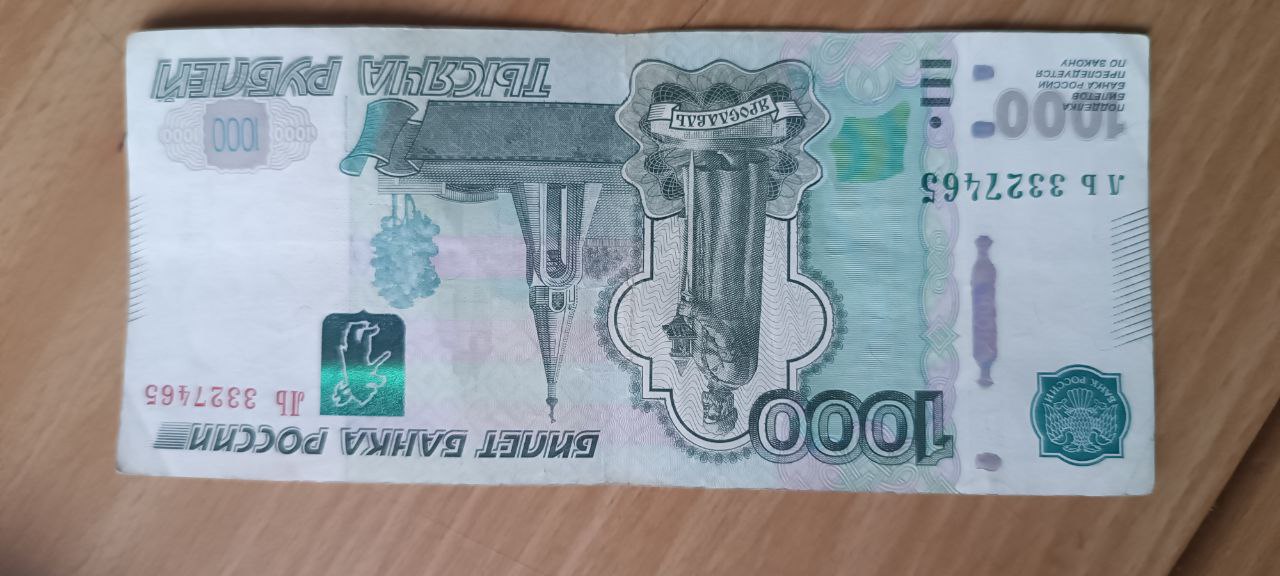 БАНК РОССИИ
1000
БИЛЕТ БАНКА РОССИИ
ЛЬ 3327465
ЛЬ 3327465
1000
ПОДДЕЛКА
БИЛЕТОВ
БАНКА РОССИИ
ПРЕСЛЕДУЕТСЯ
ПО ЗАКОНУ
ЯРОСЛАВЛЬ
1000 1000 1000
ТЫСЯЧА РУБЛЕЙ